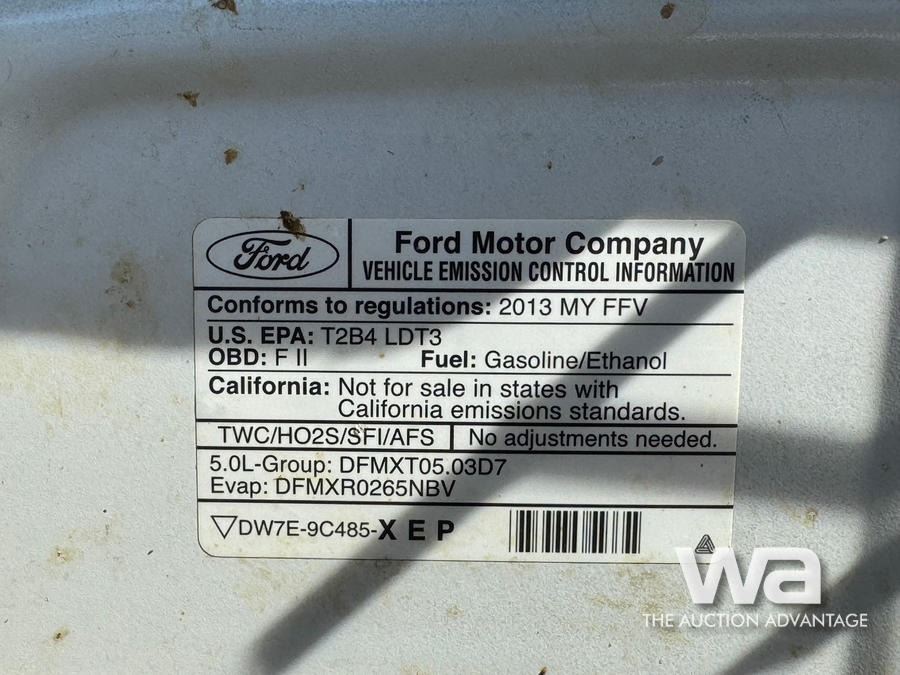 Ford
Ford Motor Company
VEHICLE EMISSION CONTROL INFORMATION
Conforms to regulations: 2013 MY FFV
U.S. EPA: T2B4 LDT3
OBD: F II Fuel: Gasoline/Ethanol
California: Not for sale in states with
California emissions standards.
TWC/HO2S/SFI/AFS No adjustments needed.
5.0L-Group: DFMXT05.03D7
Evap: DFMXR0265NBV
▽DW7E-9C485-X E P
wa
THE AUCTION ADVANTAGE